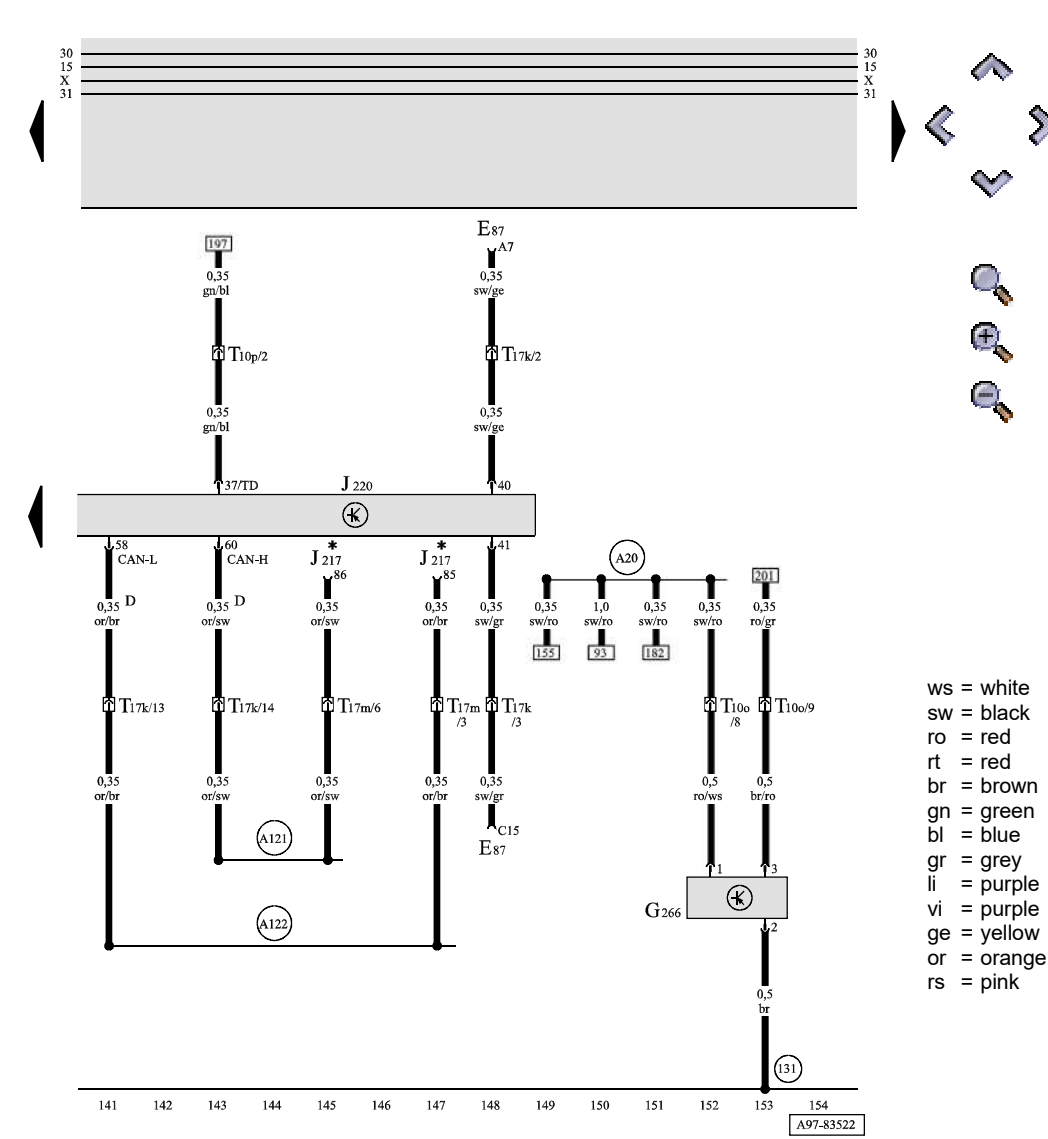 30 30
15 15
X X
31 31
E87
197 A7
0,35 0,35
gn/bl sw/ge
T10p/2 T17k/2
0,35 0,35
gn/bl sw/ge
37/TD J220 40
58 60 * * 41
CAN-L CAN-H J217 J217
86 85
A20
201
0,35 D 0,35 D 0,35 0,35 0,35 0,35 1,0 0,35 0,35 0,35
or/br or/sw or/sw or/br sw/gr sw/ro sw/ro sw/ro sw/ro ro/gr
155 93 182
T17k/13 T17k/14 T17m/6 T17m/3 T17k/3 T10o/8 T10o/9
0,35 0,35 0,35 0,35 0,35 0,5 0,5
or/br or/sw or/sw or/br sw/gr ro/ws br/ro
A121
C15
E87
1 3
G266
A122
2
0,5
br
131
141 142 143 144 145 146 147 148 149 150 151 152 153 154
A97-83522
ws = white
sw = black
ro = red
rt = red
br = brown
gn = green
bl = blue
gr = grey
li = purple
vi = purple
ge = yellow
or = orange
rs = pink